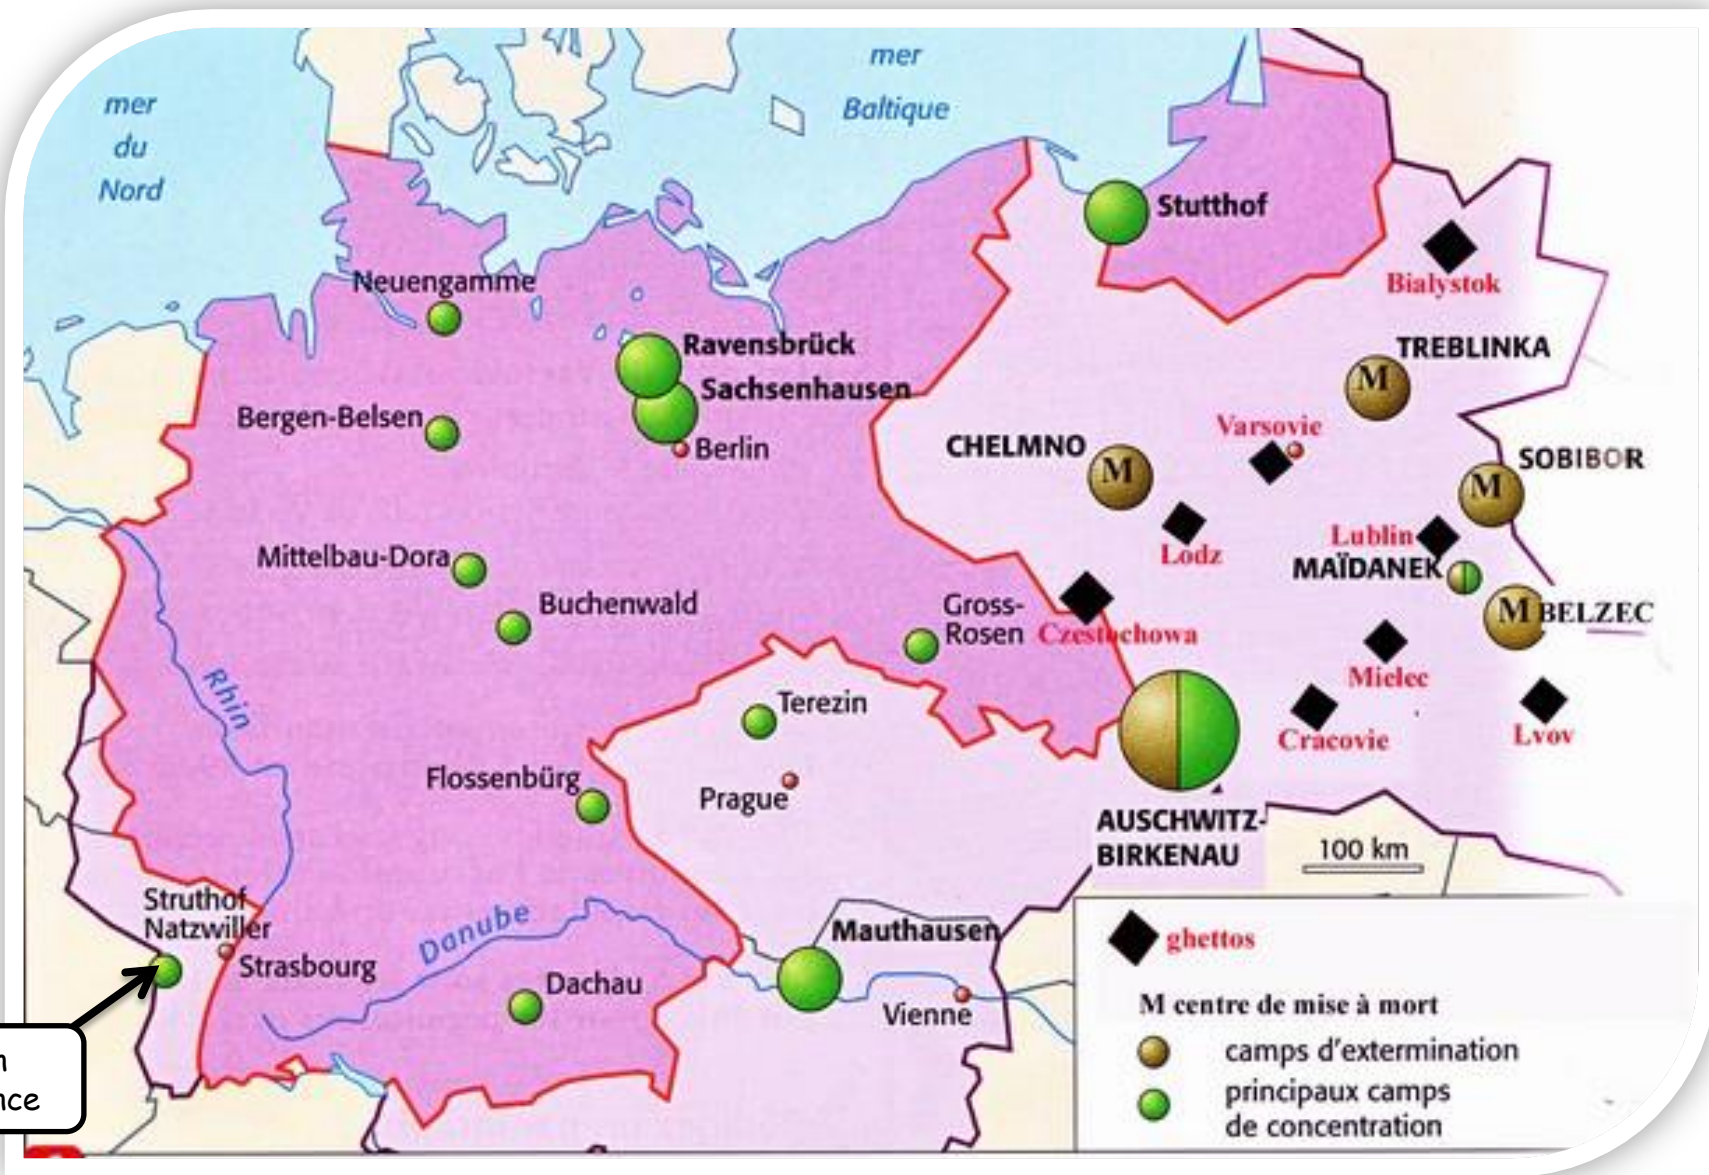 mer
du
Nord
mer
Baltique
Stutthof
Bialystok
Neuengamme
Ravensbrück
Sachsenhausen
Berlin
Bergen-Belsen
TREBLINKA
M
Varsovie
CHELMNO
M
SOBIBOR
M
Lodz
Lublin
MAÏDANEK
M BELZEC
Mittelbau-Dora
Buchenwald
Gross-
Rosen
Czestochowa
Mielec
Cracovie
Lvov
Rhin
Terezin
Prague
Flossenbürg
AUSCHWITZ-
BIRKENAU
100 km
Struthof
Natzwiller
Strasbourg
Danube
Dachau
Mauthausen
Vienne
ghettos
M centre de mise à mort
camps d'extermination
principaux camps
de concentration